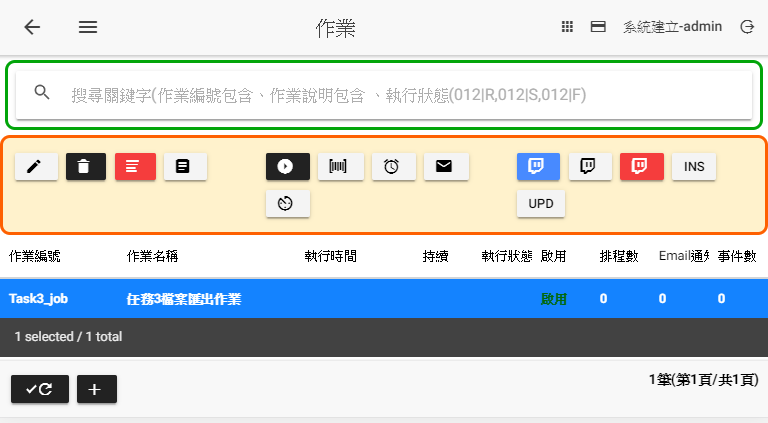 作業
系統建立-admin
搜尋關鍵字(作業編號包含、作業說明包含 、執行狀態(012|R,012|S,012|F)
INS
UPD
作業編號 作業名稱 執行時間 持續 執行狀態 啟用 排程數 Email通知 事件數
Task3_job 任務3檔案匯出作業 啟用 0 0 0
1 selected / 1 total
1筆(第1頁/共1頁)